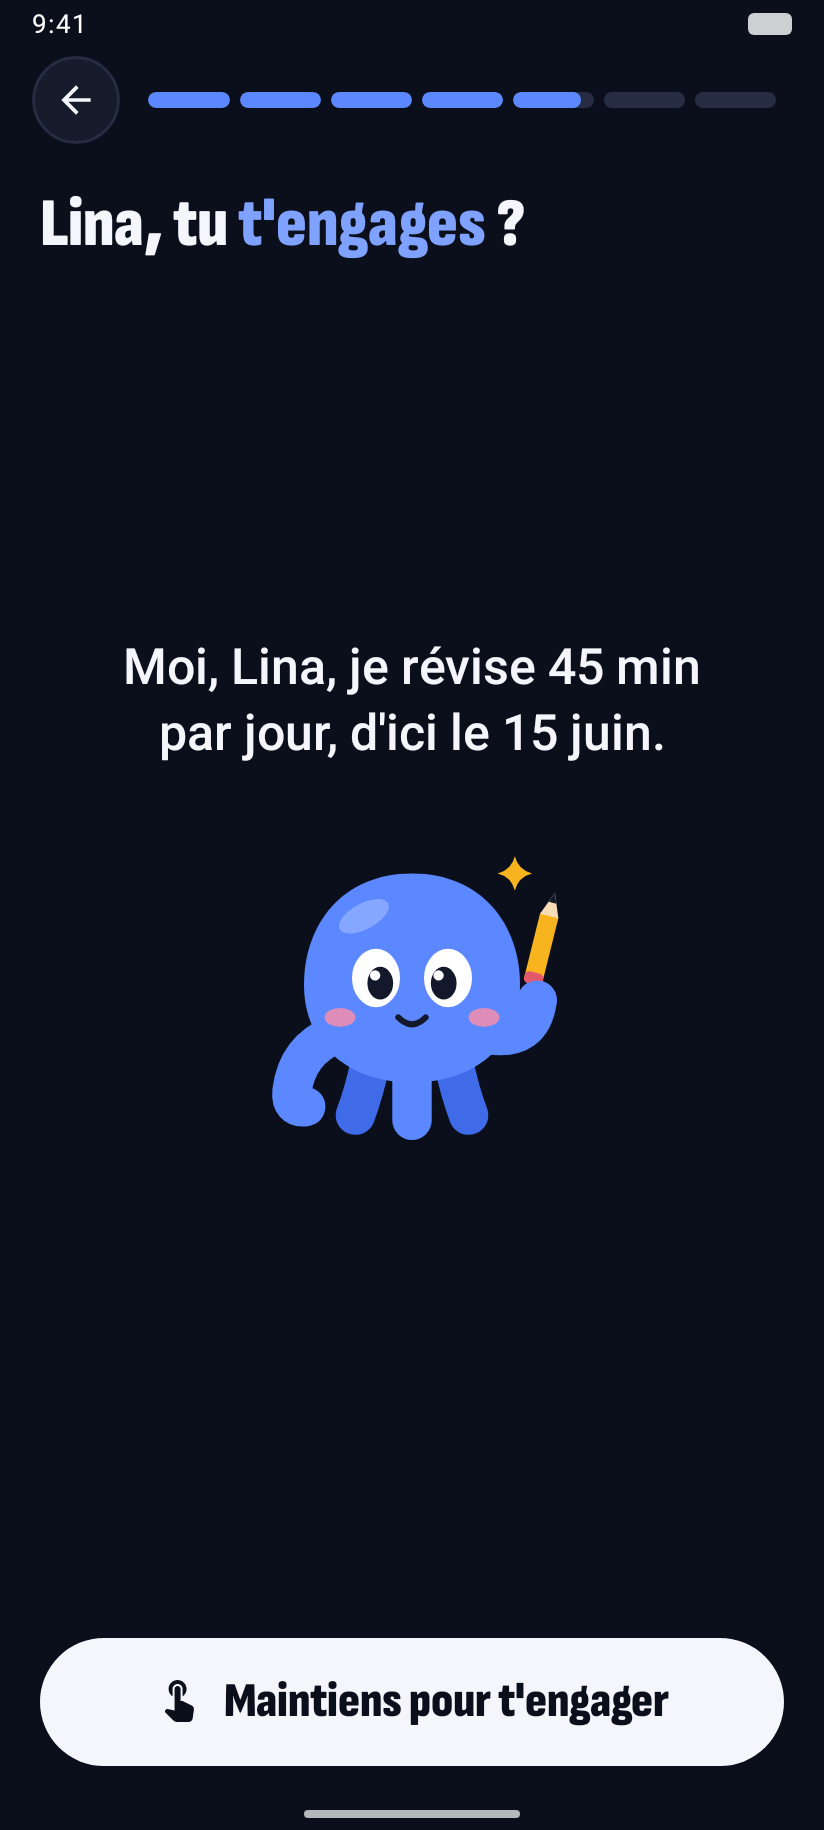 9:41
Lina, tu t'engages ?
Moi, Lina, je révise 45 min
par jour, d'ici le 15 juin.
Maintiens pour t'engager